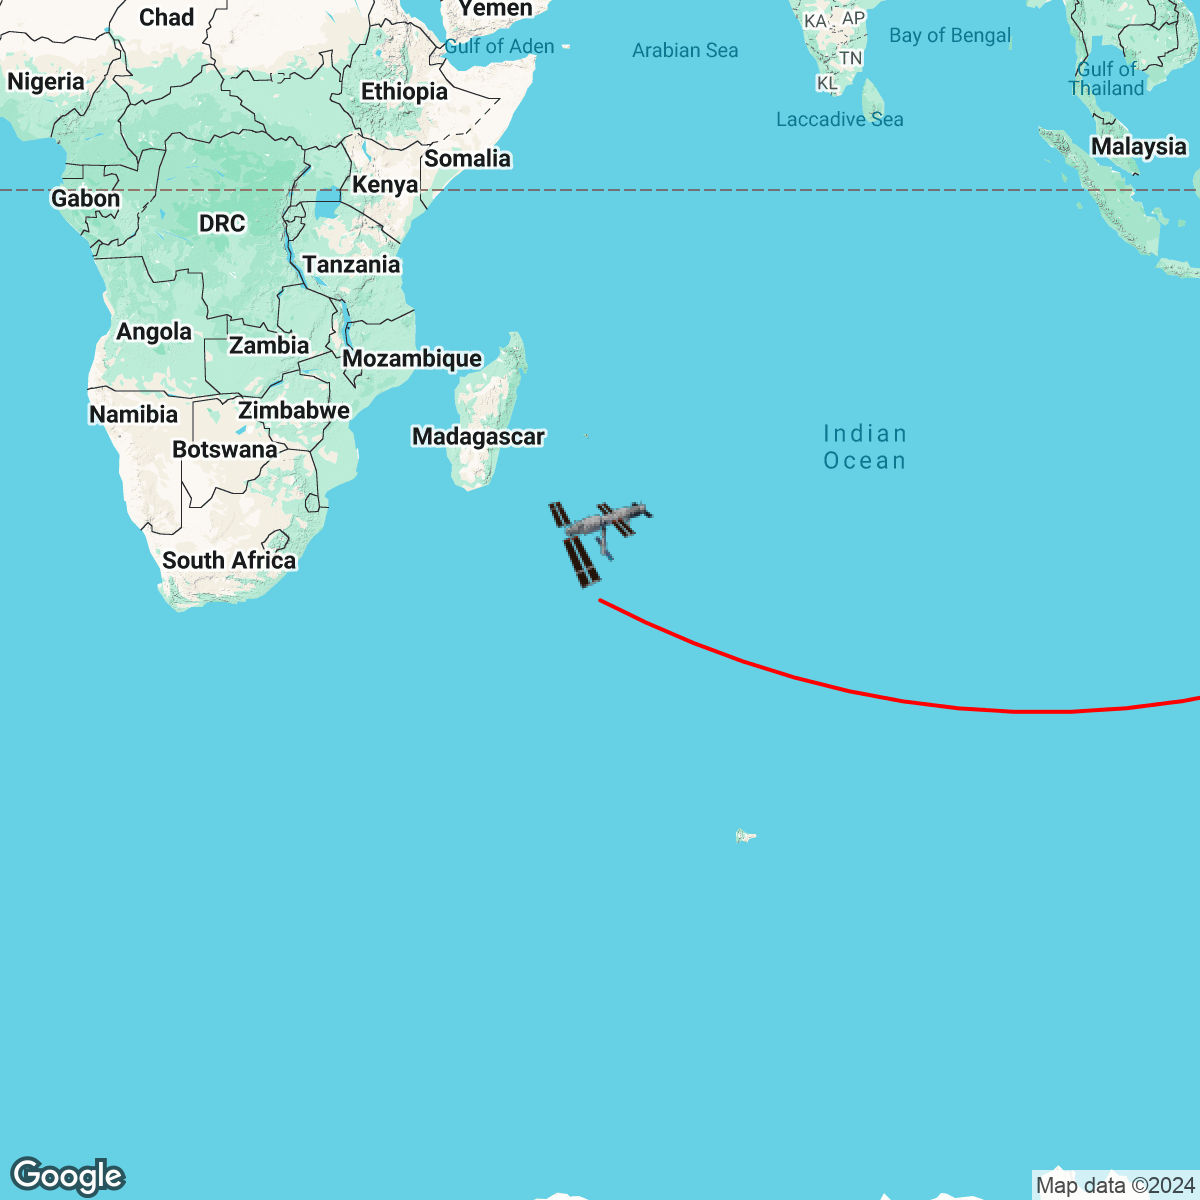 Chad
Yemen
Gulf of Aden
Arabian Sea
KA
AP
Bay of Bengal
TN
KL
Gulf of
Thailand
Nigeria
Ethiopia
Laccadive Sea
Malaysia
Somalia
Kenya
Gabon
DRC
Tanzania
Angola
Zambia
Mozambique
Namibia
Zimbabwe
Botswana
Madagascar
Indian
Ocean
South Africa
Google
Map data ©2024